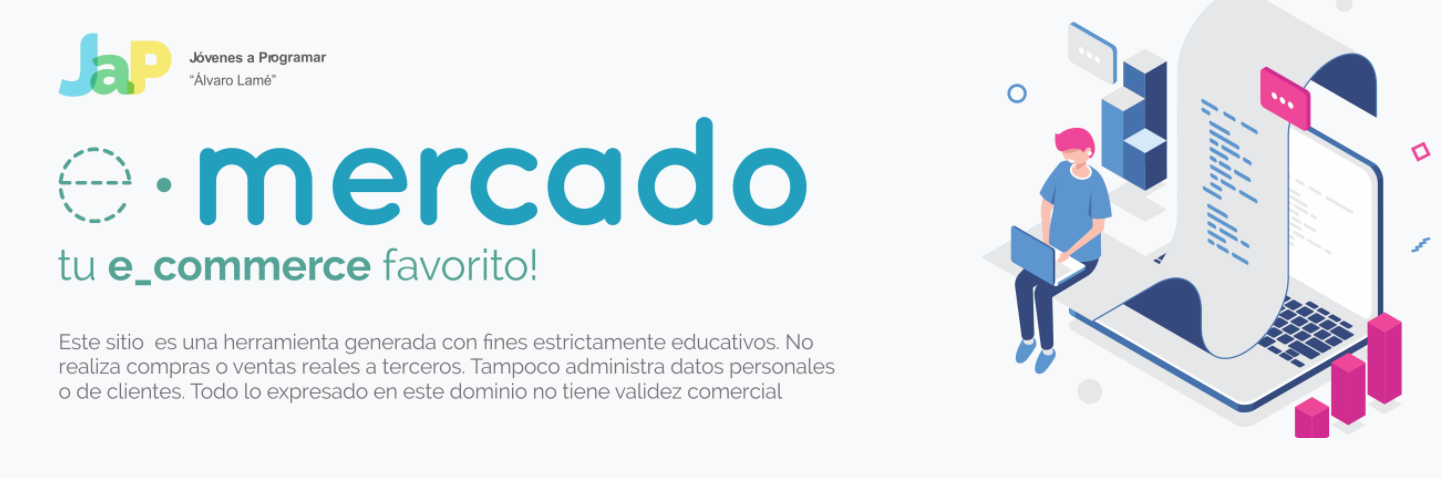 JaP
Jóvenes a Programar
“Álvaro Lamé”
e · mercado
tu e_commerce favorito!
Este sitio  es una herramienta generada con fines estrictamente educativos. No
realiza compras o ventas reales a terceros. Tampoco administra datos personales
o de clientes. Todo lo expresado en este dominio no tiene validez comercial